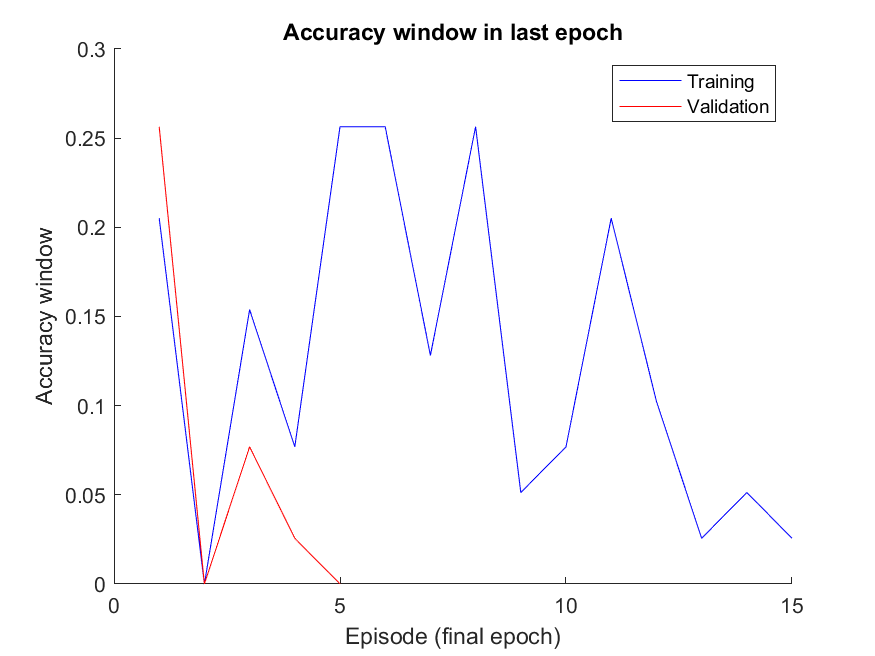 Accuracy window in last epoch
0.3
0.25
0.2
0.15
0.1
0.05
0
Accuracy window
Training
Validation
0 5 10 15
Episode (final epoch)